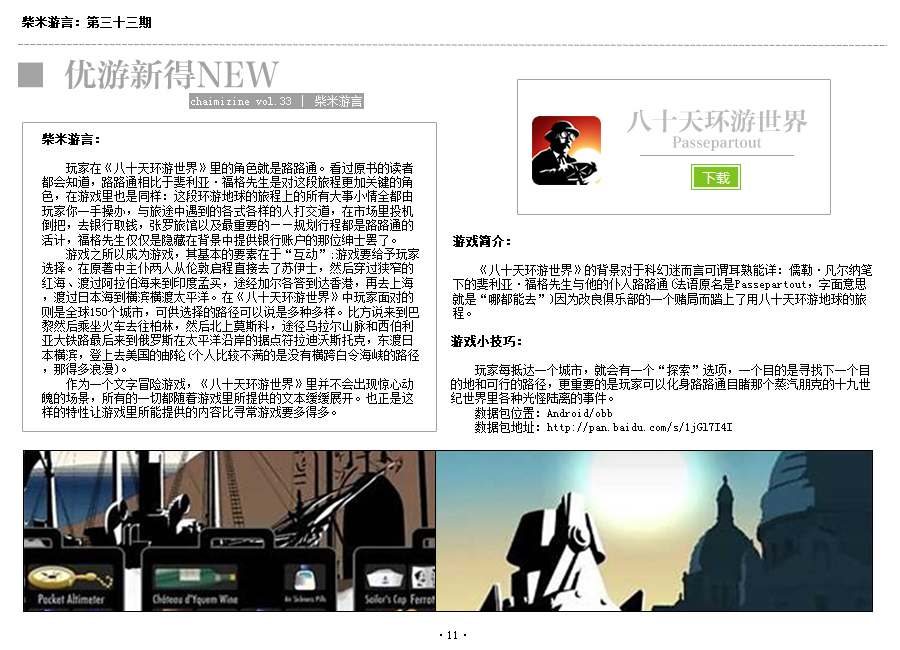 柴米游言：第三十三期
优游新得NEW
chaimizine vol.33 | 柴米游言
柴米游言：
玩家在《八十天环游世界》里的角色就是路路通。看过原书的读者
都会知道，路路通相比于斐利亚·福格先生是对这段旅程更加关键的角
色，在游戏里也是同样：这段环游地球的旅程上的所有大事小情全都由
玩家你一手操办，与旅途中遇到的各式各样的人打交道，在市场里投机
倒把，去银行取钱，张罗旅馆以及最重要的——规划行程都是路路通的
活计，福格先生仅仅是隐藏在背景中提供银行账户的那位绅士罢了。
游戏之所以成为游戏，其基本的要素在于“互动”:游戏要给予玩家
选择。在原著中主仆两人从伦敦启程直接去了苏伊士，然后穿过狭窄的
红海、渡过阿拉伯海来到印度孟买，途经加尔各答到达香港，再去上海
，渡过日本海到横滨横渡太平洋。在《八十天环游世界》中玩家面对的
则是全球150个城市，可供选择的路径可以说是多种多样。比方说来到巴
黎然后乘坐火车去往柏林，然后北上莫斯科，途径乌拉尔山脉和西伯利
亚大铁路最后来到俄罗斯在太平洋沿岸的据点符拉迪沃斯托克，东渡日
本横滨，登上去美国的邮轮(个人比较不满的是没有横跨白令海峡的路径
，那得多浪漫)。
作为一个文字冒险游戏，《八十天环游世界》里并不会出现惊心动
魄的场景，所有的一切都随着游戏里所提供的文本缓缓展开。也正是这
样的特性让游戏里所能提供的内容比寻常游戏要多得多。
八十天环游世界
Passepartout
下载
游戏简介：
《八十天环游世界》的背景对于科幻迷而言可谓耳熟能详：儒勒·凡尔纳笔
下的斐利亚·福格先生与他的仆人路路通(法语原名是Passepartout，字面意思
就是“哪都能去”)因为改良俱乐部的一个赌局而踏上了用八十天环游地球的旅
程。
游戏小技巧：
玩家每抵达一个城市，就会有一个“探索”选项，一个目的是寻找下一个目
的地和可行的路径，更重要的是玩家可以化身路路通目睹那个蒸汽朋克的十九世
纪世界里各种光怪陆离的事件。
数据包位置：Android/obb
数据包地址：http://pan.baidu.com/s/1jGl7I4I
Pocket Altimeter
Château d'Yquem Wine
Air Sickness Pills
Sailor's Cap
Ferrot
·11·